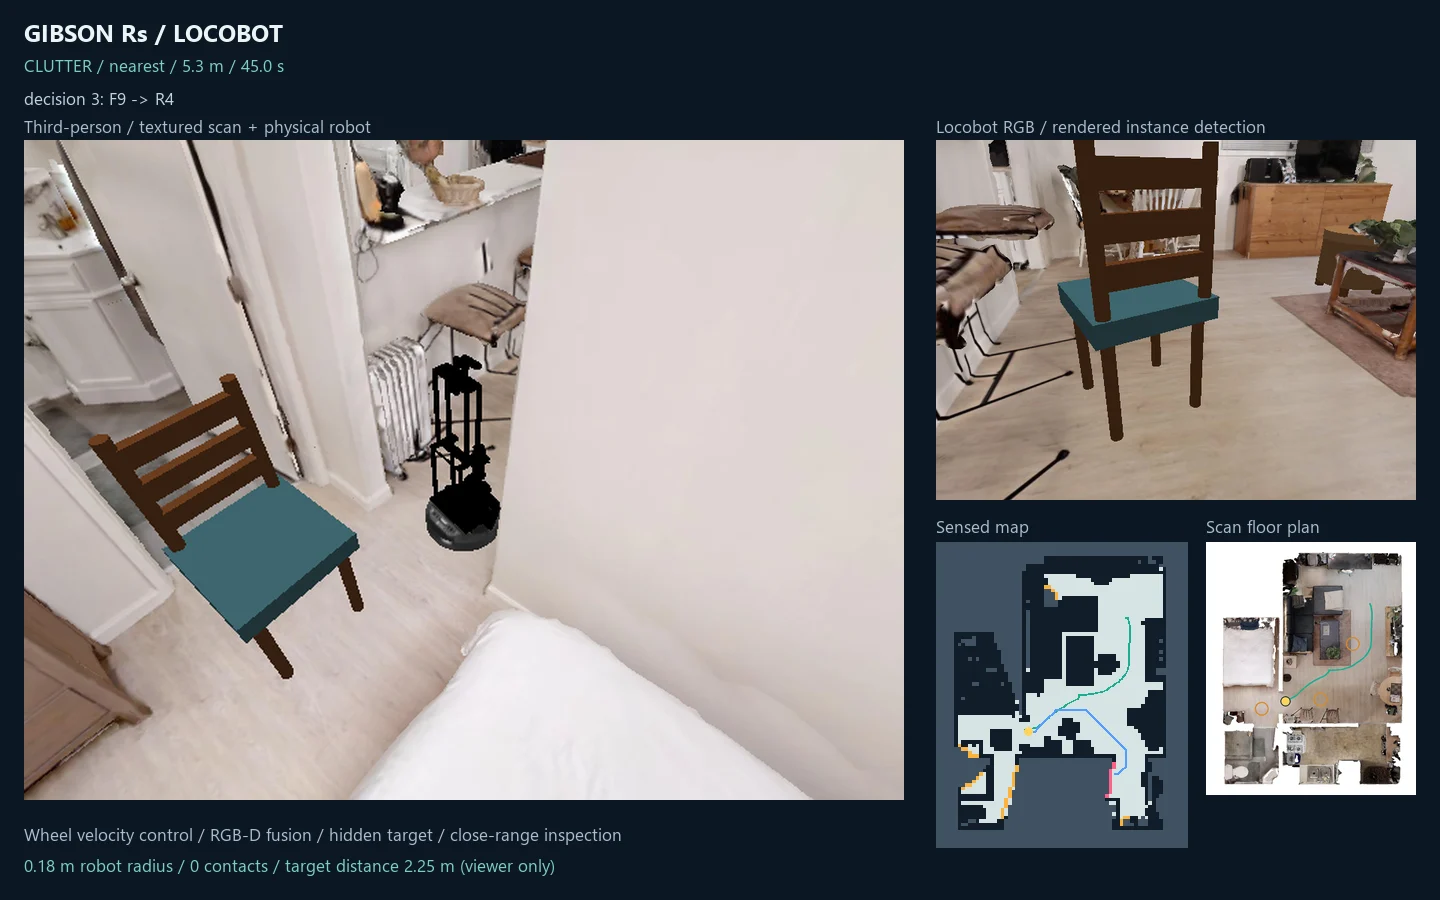 GIBSON Rs / LOCOBOT
CLUTTER / nearest / 5.3 m / 45.0 s
decision 3: F9 -> R4
Third-person / textured scan + physical robot
Locobot RGB / rendered instance detection
Sensed map
Scan floor plan
Wheel velocity control / RGB-D fusion / hidden target / close-range inspection
0.18 m robot radius / 0 contacts / target distance 2.25 m (viewer only)